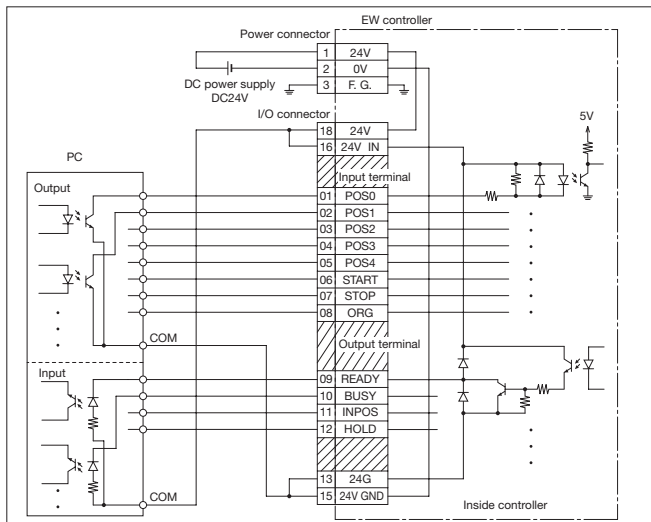 EW controller
Power connector
1 24V
2 0V
3 F. G.
DC power supply
DC24V
I/O connector
18 24V
16 24V IN
5V
PC
Input terminal
Output
01 POS0
02 POS1
03 POS2
04 POS3
05 POS4
06 START
07 STOP
08 ORG
COM
Output terminal
Input
09 READY
10 BUSY
11 INPOS
12 HOLD
13 24G
15 24V GND
COM
Inside controller